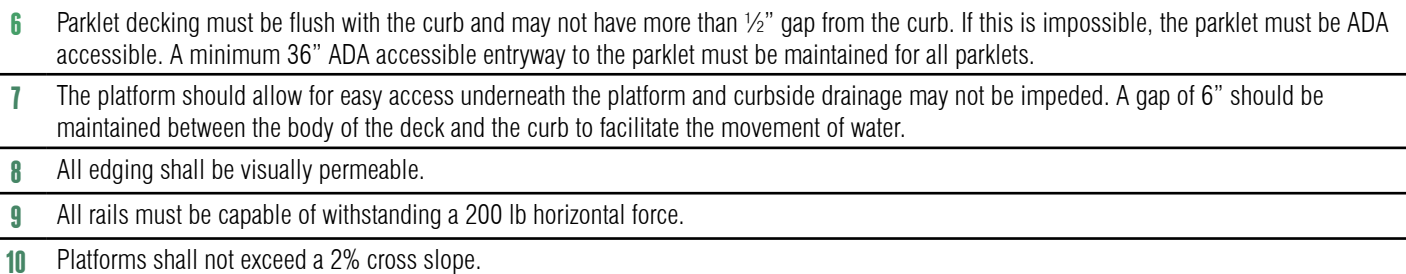 6 Parklet decking must be flush with the curb and may not have more than ½” gap from the curb. If this is impossible, the parklet must be ADA
accessible. A minimum 36” ADA accessible entryway to the parklet must be maintained for all parklets.
7 The platform should allow for easy access underneath the platform and curbside drainage may not be impeded. A gap of 6” should be
maintained between the body of the deck and the curb to facilitate the movement of water.
8 All edging shall be visually permeable.
9 All rails must be capable of withstanding a 200 lb horizontal force.
10 Platforms shall not exceed a 2% cross slope.